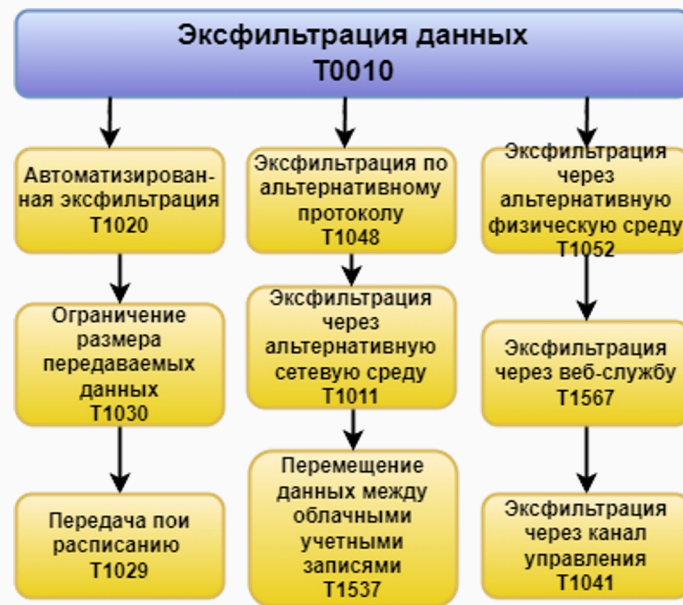 Эксфильтрация данных
T0010
Автоматизирован-
ная эксфильтрация
T1020
Эксфильтрация по
альтернативному
протоколу
T1048
Эксфильтрация
через
альтернативную
физическую среду
T1052
Ограничение
размера
передаваемых
данных
T1030
Эксфильтрация
через
альтернативную
сетевую среду
T1011
Эксфильтрация
через веб-службу
T1567
Передача пои
расписанию
T1029
Перемещение
данных между
облачными
учетными
записями
T1537
Эксфильтрация
через канал
управления
T1041